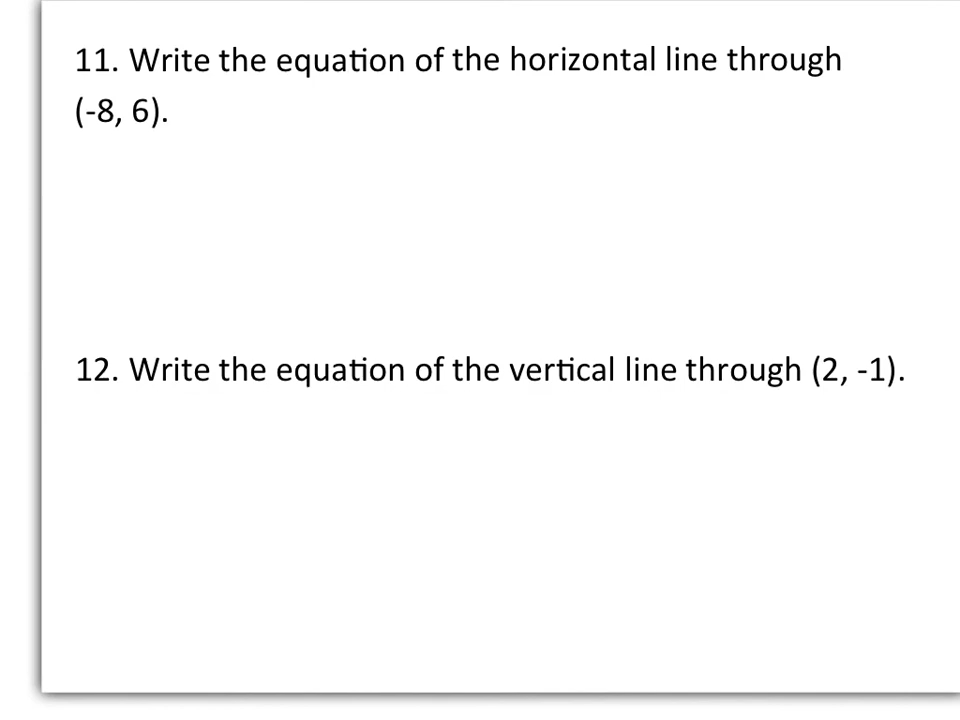 11. Write the equation of the horizontal line through
(-8, 6).
12. Write the equation of the vertical line through (2, -1).